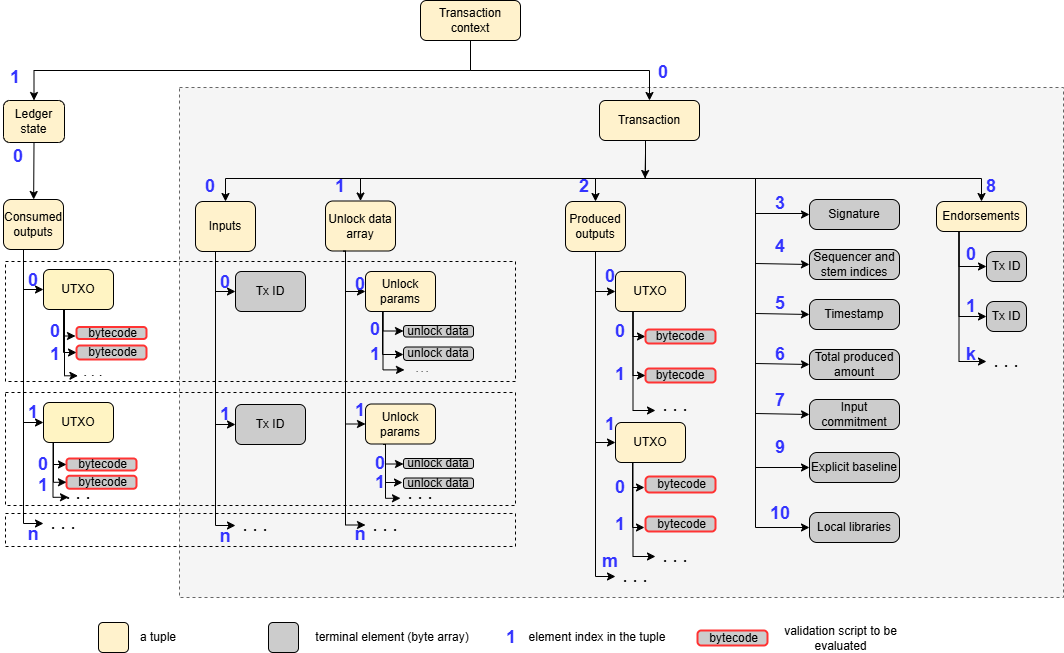 Transaction
context
1
0
Ledger
state
Transaction
0
0
1
2
8
Consumed
outputs
Inputs
Unlock data
array
Produced
outputs
3
Signature
Endorsements
4
Sequencer and
stem indices
0
Tx ID
5
Timestamp
1
Tx ID
6
Total produced
amount
k
. . .
7
Input
commitment
9
Explicit baseline
10
Local libraries
0
UTXO
0
bytecode
1
bytecode
. . .
0
Tx ID
0
Unlock
params
0
unlock data
1
unlock data
. . .
0
UTXO
0
bytecode
1
bytecode
. . .
1
UTXO
0
bytecode
1
bytecode
. . .
1
Tx ID
1
Unlock
params
0
unlock data
1
unlock data
. . .
1
UTXO
0
bytecode
1
bytecode
. . .
n
. . .
n
. . .
n
. . .
m
. . .
a tuple
terminal element (byte array)
1
element index in the tuple
bytecode
validation script to be
evaluated